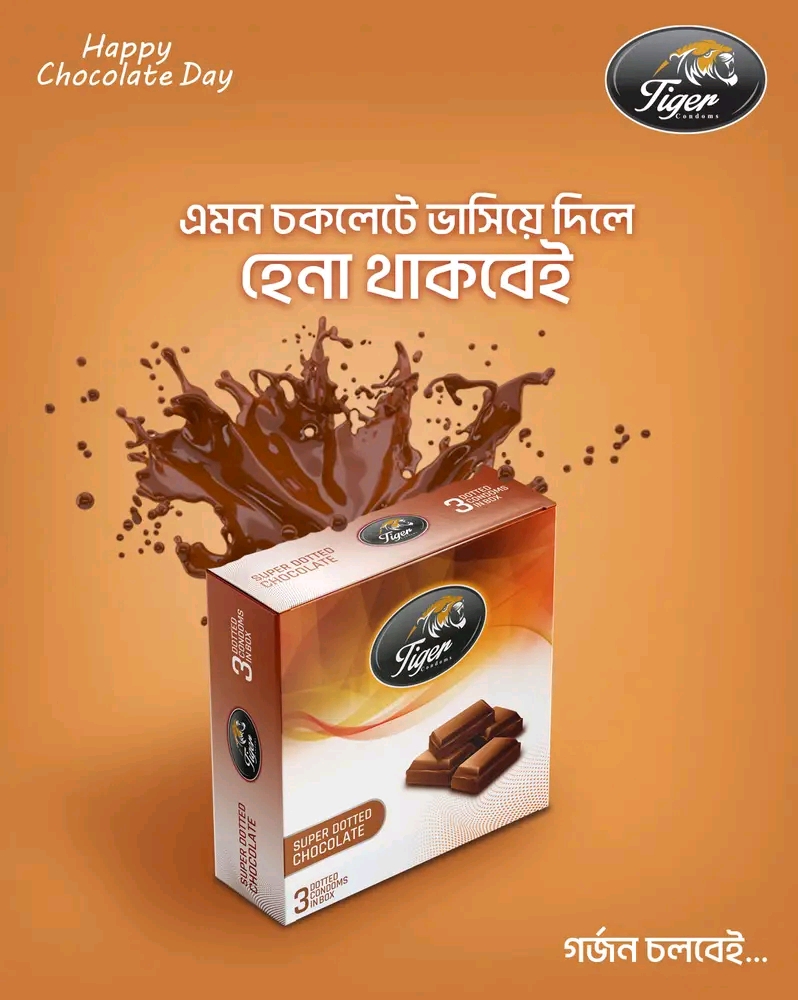 Happy
Chocolate Day
Tiger
Condoms
এমন চকলেটে ভাসিয়ে দিলে
হেনা থাকবেই
3 DOTTED
CONDOMS
IN BOX
Tiger
SUPER DOTTED
CHOCOLATE
3 DOTTED
CONDOMS
IN BOX
Tiger
SUPER DOTTED
CHOCOLATE
Tiger
Condoms
SUPER DOTTED
CHOCOLATE
3 DOTTED
CONDOMS
IN BOX
গর্জন চলবেই...